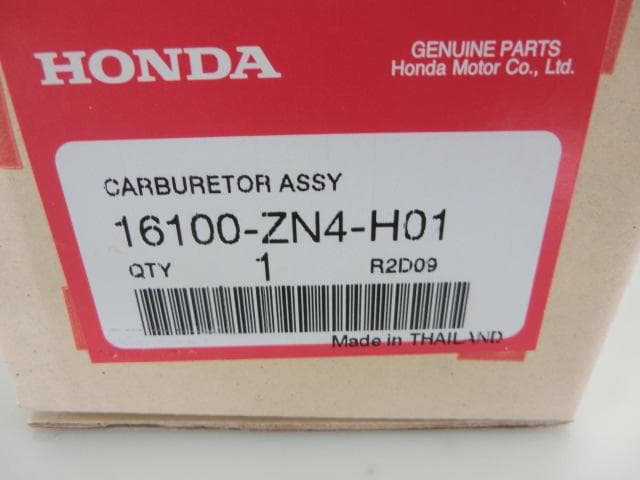 HONDA
GENUINE PARTS
Honda Motor Co., Ltd.
CARBURETOR ASSY
16100-ZN4-H01
QTY 1 R2D09
Made in THAILAND